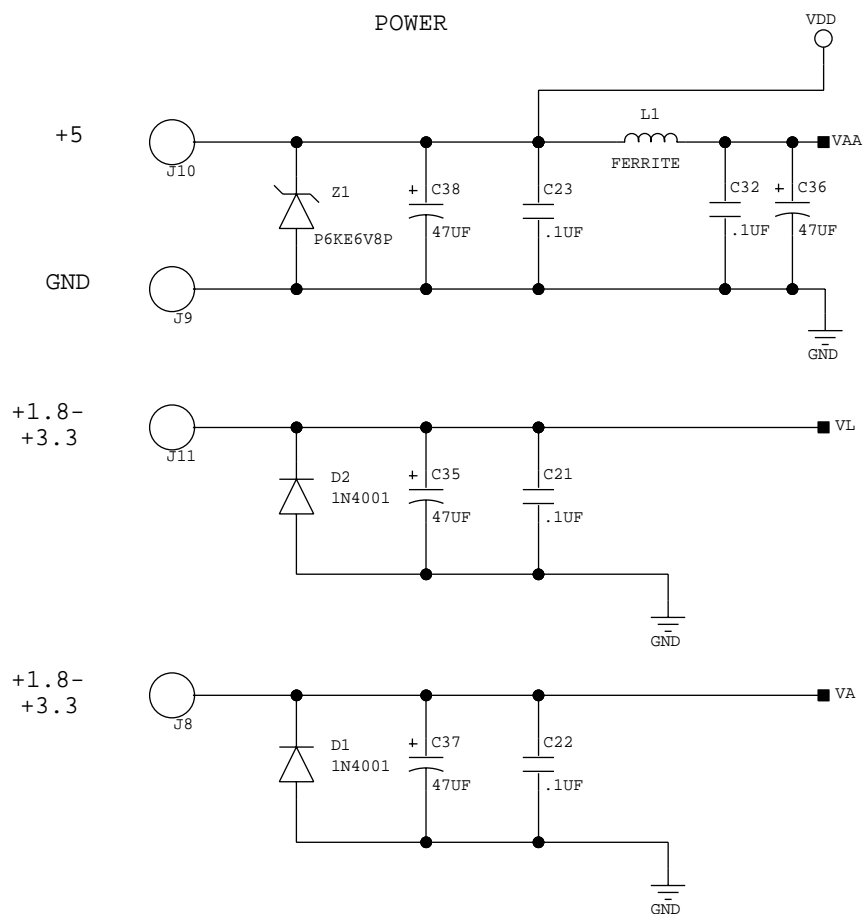 POWER
VDD
+5
J10
L1
FERRITE
VAA
Z1
P6KE6V8P
+ C38
47UF
C23
.1UF
C32
.1UF
+ C36
47UF
GND
J9
GND
+1.8-
+3.3
J11
VL
D2
1N4001
+ C35
47UF
C21
.1UF
GND
+1.8-
+3.3
J8
VA
D1
1N4001
+ C37
47UF
C22
.1UF
GND